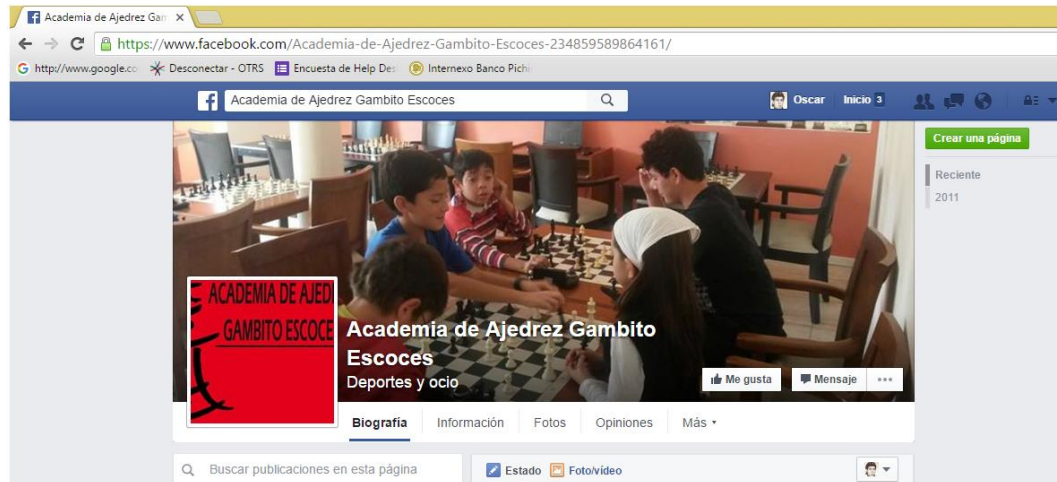 Academia de Ajedrez Gam
https://www.facebook.com/Academia-de-Ajedrez-Gambito-Escoces-234859589864161/
http://www.google.co Desconectar - OTRS Encuesta de Help Des Internexo Banco Pich
Academia de Ajedrez Gambito Escoces Oscar Inicio 3
Crear una página
Reciente
2011
ACADEMIA DE AJED
GAMBITO ESCOCE
Academia de Ajedrez Gambito
Escoces
Deportes y ocio
Me gusta Mensaje
Biografía Información Fotos Opiniones Más
Buscar publicaciones en esta página Estado Foto/vídeo